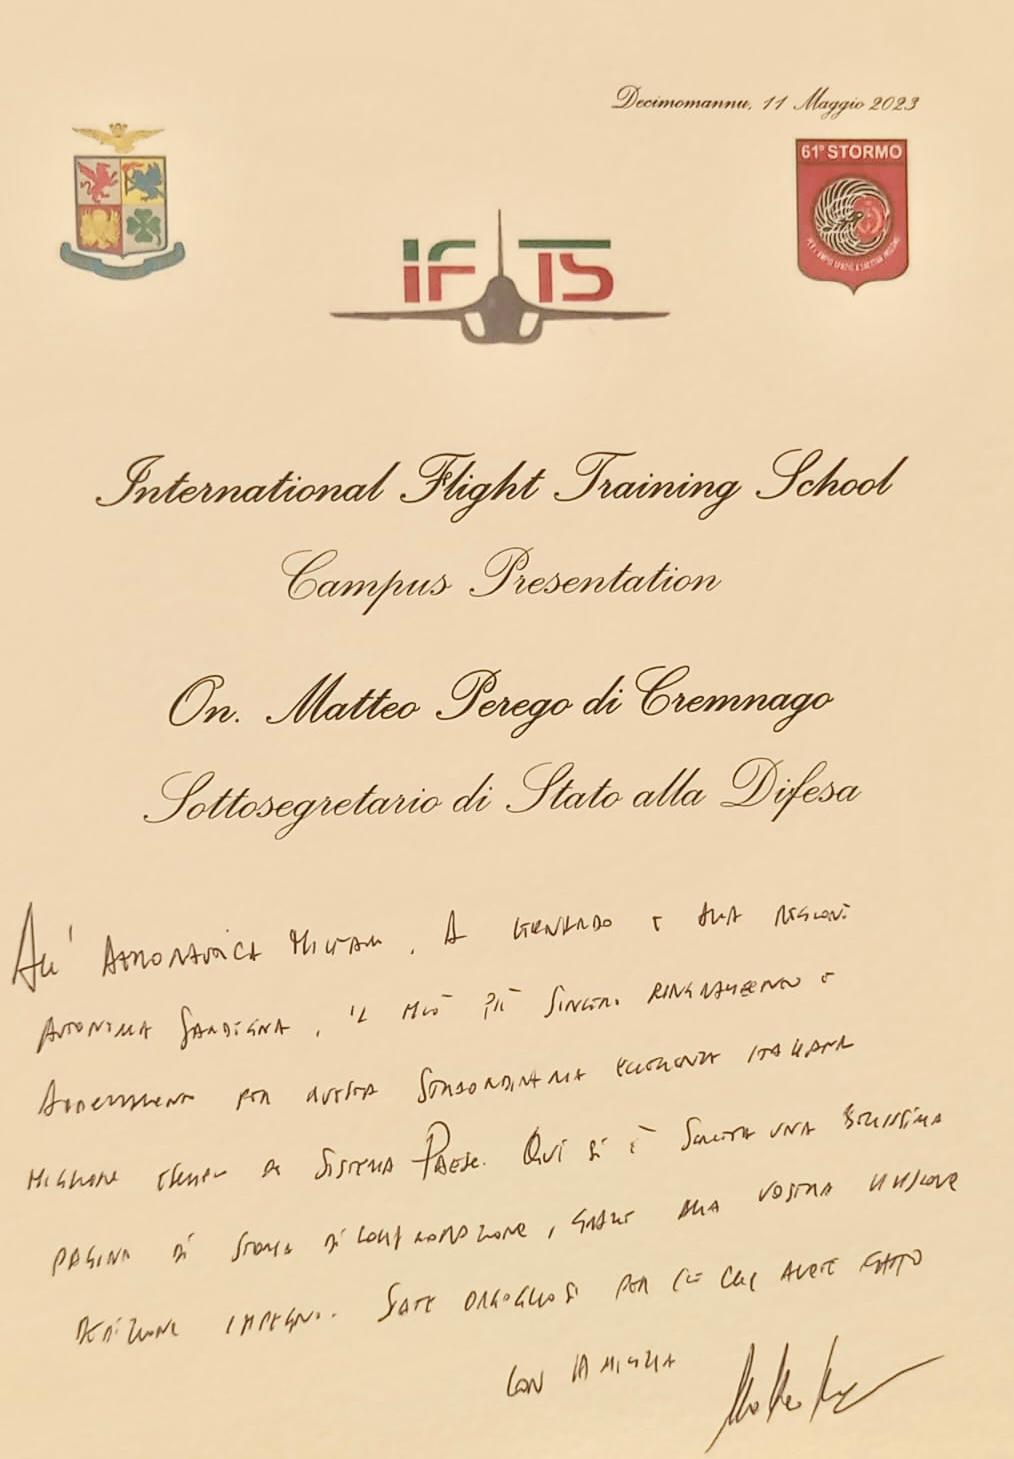 Decimomannu, 11 Maggio 2023
61° STORMO
IFTS
International Flight Training School
Campus Presentation
On. Matteo Perego di Cremnago
Sottosegretario di Stato alla Difesa
All' Aeronautica Militare, A Leonardo e alla Regione
Autonoma Sardegna, il mio più sincero ringraziamento e
apprezzamento per questa straordinaria eccellenza italiana
migliore esempio di Sistema Paese. Qui si è scritta una bellissima
pagina di storia di collaborazione, grazie alla vostra visione
dedizione impegno. Siate orgogliosi per ciò che avete fatto
Con amicizia